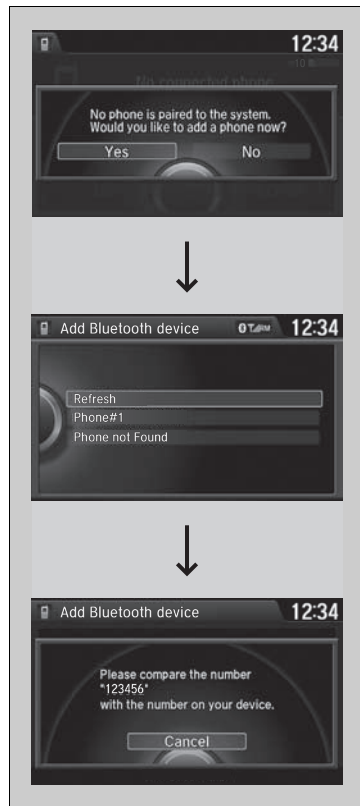 12:34
No connected phone
No phone is paired to the system.
Would you like to add a phone now?
Yes No
Add Bluetooth device 12:34
Refresh
Phone#1
Phone not Found
Add Bluetooth device 12:34
Please compare the number
"123456"
with the number on your device.
Cancel